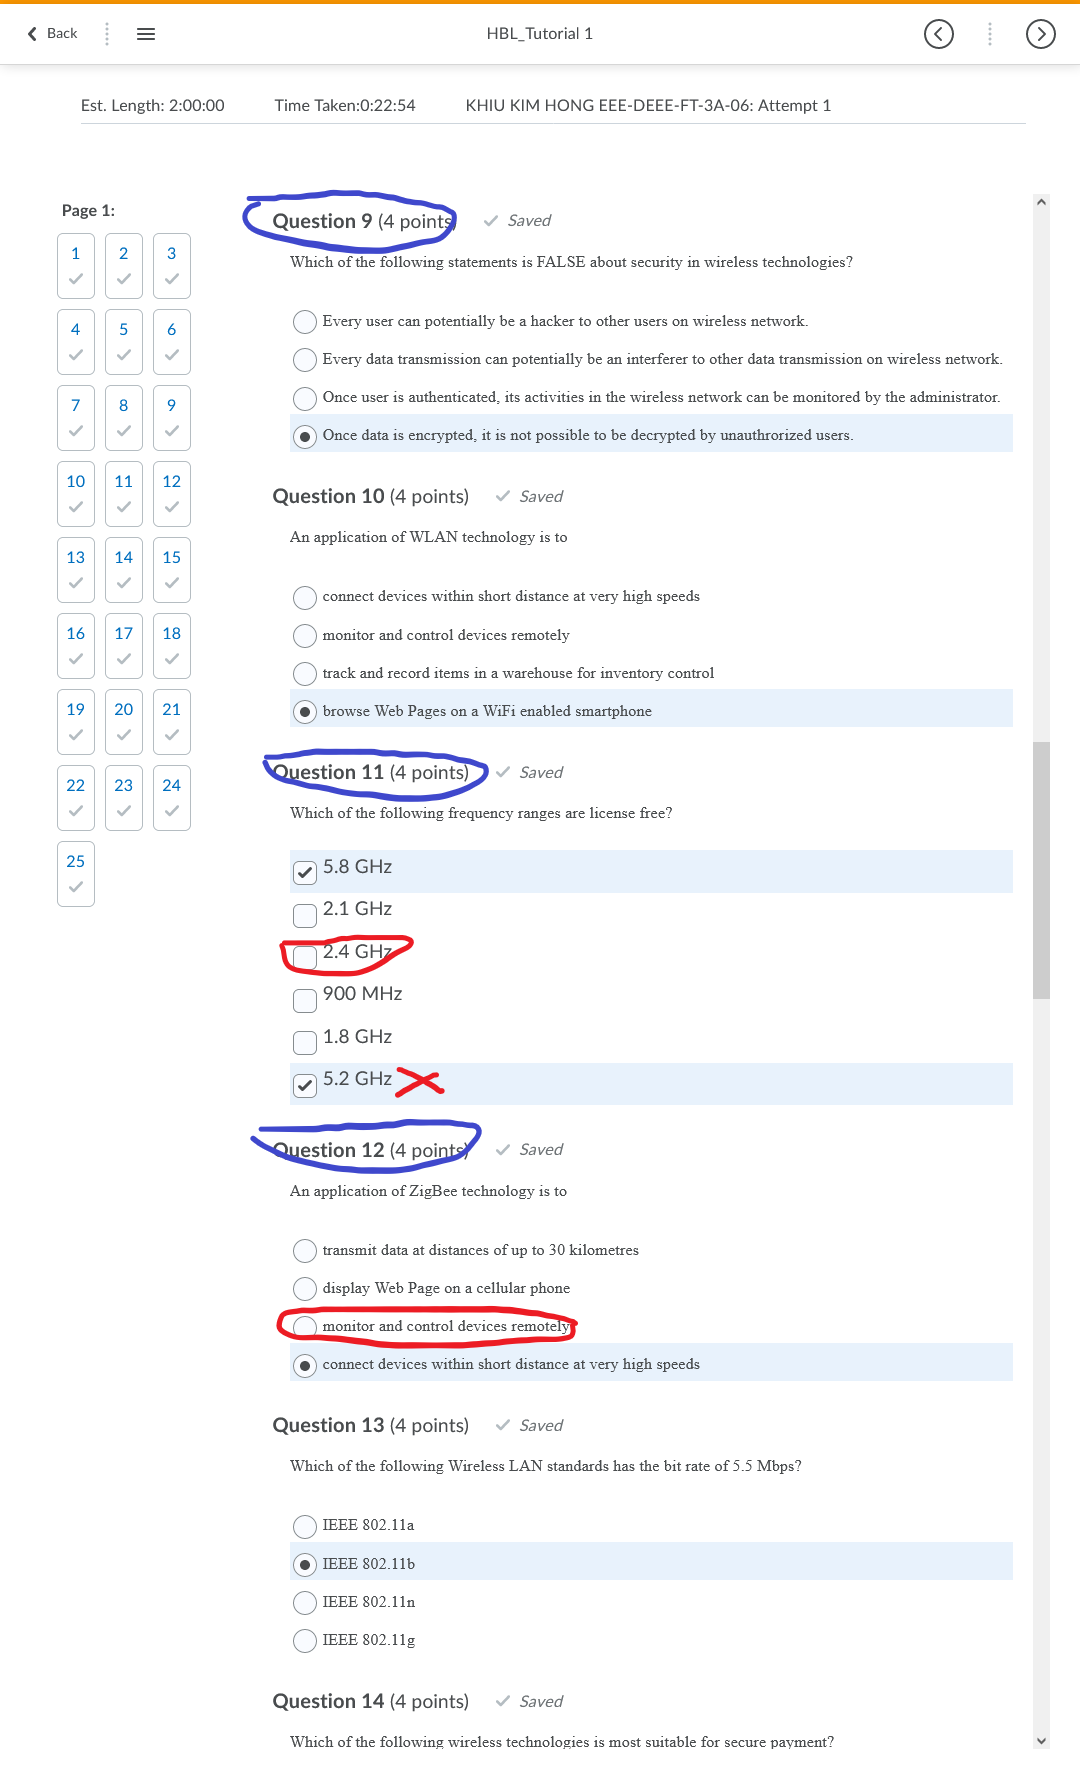 Back
HBL_Tutorial 1
Est. Length: 2:00:00 Time Taken:0:22:54 KHIU KIM HONG EEE-DEEE-FT-3A-06: Attempt 1
Page 1:
1 2 3
4 5 6
7 8 9
10 11 12
13 14 15
16 17 18
19 20 21
22 23 24
25
Question 9 (4 points) Saved
Which of the following statements is FALSE about security in wireless technologies?
Every user can potentially be a hacker to other users on wireless network.
Every data transmission can potentially be an interferer to other data transmission on wireless network.
Once user is authenticated, its activities in the wireless network can be monitored by the administrator.
Once data is encrypted, it is not possible to be decrypted by unauthrorized users.
Question 10 (4 points) Saved
An application of WLAN technology is to
connect devices within short distance at very high speeds
monitor and control devices remotely
track and record items in a warehouse for inventory control
browse Web Pages on a WiFi enabled smartphone
Question 11 (4 points) Saved
Which of the following frequency ranges are license free?
5.8 GHz
2.1 GHz
2.4 GHz
900 MHz
1.8 GHz
5.2 GHz
Question 12 (4 points) Saved
An application of ZigBee technology is to
transmit data at distances of up to 30 kilometres
display Web Page on a cellular phone
monitor and control devices remotely
connect devices within short distance at very high speeds
Question 13 (4 points) Saved
Which of the following Wireless LAN standards has the bit rate of 5.5 Mbps?
IEEE 802.11a
IEEE 802.11b
IEEE 802.11n
IEEE 802.11g
Question 14 (4 points) Saved
Which of the following wireless technologies is most suitable for secure payment?